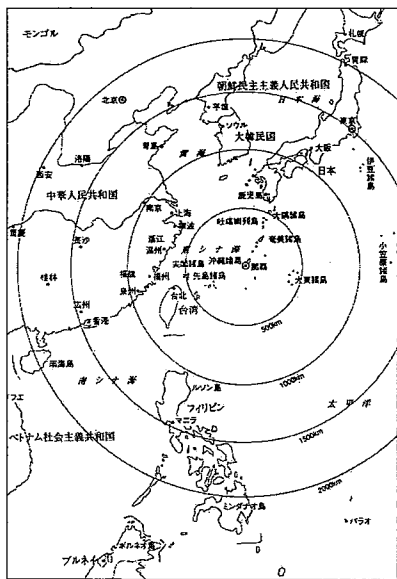 モンゴル
札幌
青森
朝鮮民主主義人民共和国
日本海
北京
平壌
ソウル
大韓民国
東京
大阪
日本
伊豆諸島
青島
黄海
西安
洛陽
中華人民共和国
鹿児島
大隅諸島
南京
上海
寧波
吐噶喇列島
奄美諸島
重慶
長沙
温州
東シナ海
沖縄諸島
那覇
小笠原諸島
桂林
福州
泉州
先島諸島
大東諸島
台北
台湾
広州
香港
500km
海南島
南シナ海
ルソン島
1000km
太平洋
フエ
フィリピン
マニラ
ベトナム社会主義共和国
1500km
2000km
ミンダナオ島
パラオ
ボルネオ島
ブルネイ